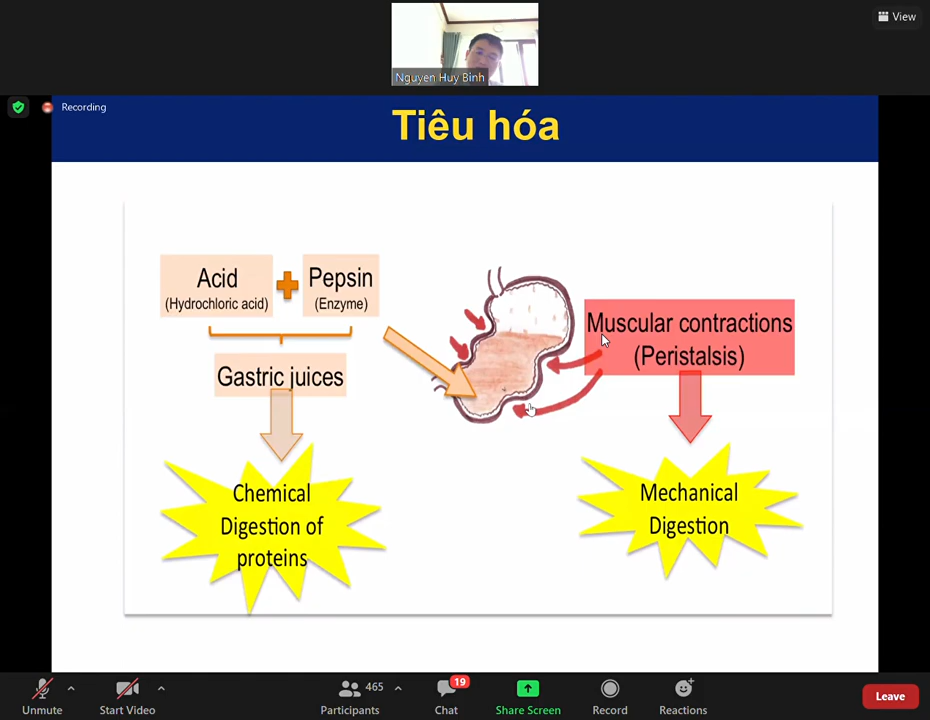 View
Nguyen Huy Binh
Recording
Tiêu hóa
Acid
(Hydrochloric acid)
Pepsin
(Enzyme)
Gastric juices
Chemical
Digestion of
proteins
Muscular contractions
(Peristalsis)
Mechanical
Digestion
Unmute
Start Video
465
Participants
19
Chat
Share Screen
Record
Reactions
Leave